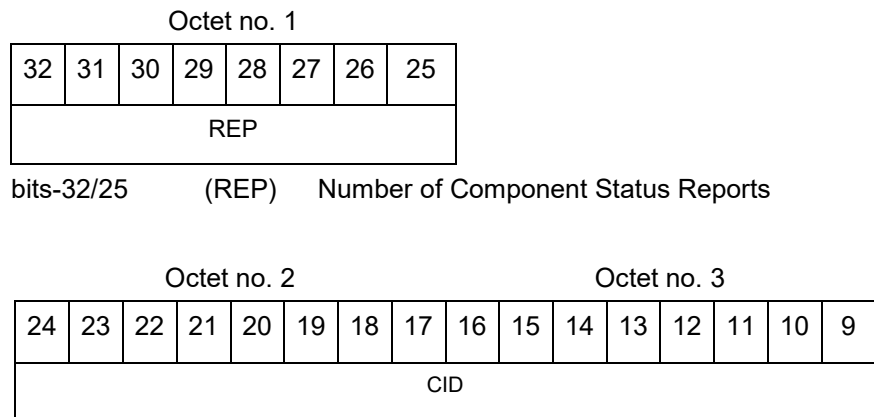 Octet no. 1
32 31 30 29 28 27 26 25
REP
bits-32/25 (REP) Number of Component Status Reports
Octet no. 2 Octet no. 3
24 23 22 21 20 19 18 17 16 15 14 13 12 11 10 9
CID